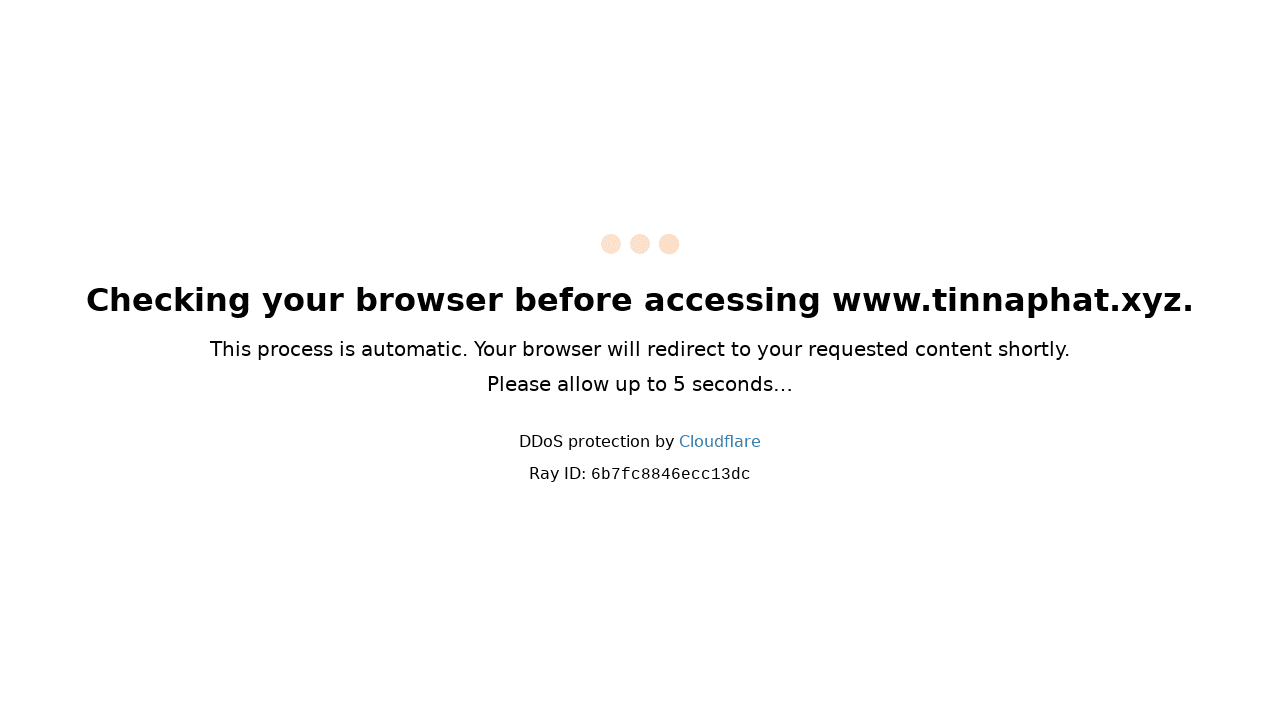 Checking your browser before accessing www.tinnaphat.xyz.
This process is automatic. Your browser will redirect to your requested content shortly.
Please allow up to 5 seconds…
DDoS protection by Cloudflare
Ray ID: 6b7fc8846ecc13dc